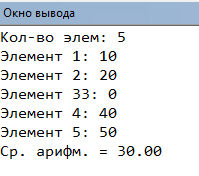 Окно вывода
Кол-во элем: 5
Элемент 1: 10
Элемент 2: 20
Элемент 33: 0
Элемент 4: 40
Элемент 5: 50
Ср. арифм. = 30.00